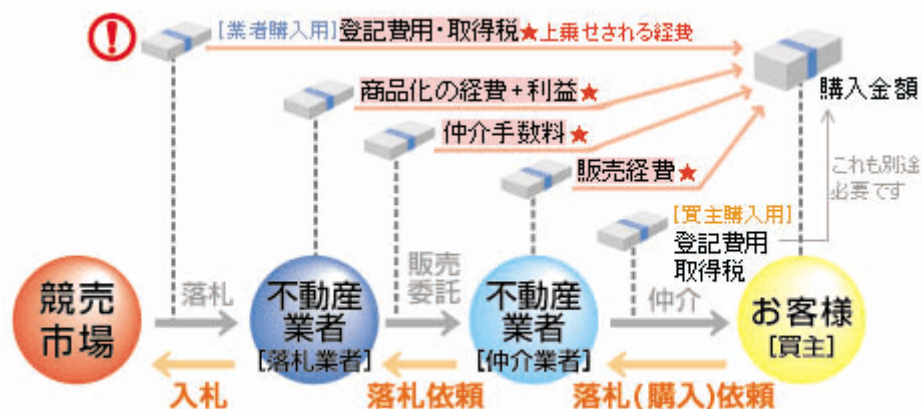 [業者購入用]登記費用・取得税★上乗せされる経費
商品化の経費+利益★
購入金額
仲介手数料★
販売経費★
これも別途
必要です
[買主購入用]
登記費用
取得税
競売
市場
落札
不動産
業者
[落札業者]
販売
委託
不動産
業者
[仲介業者]
仲介
お客様
[買主]
入札
落札依頼
落札(購入)依頼